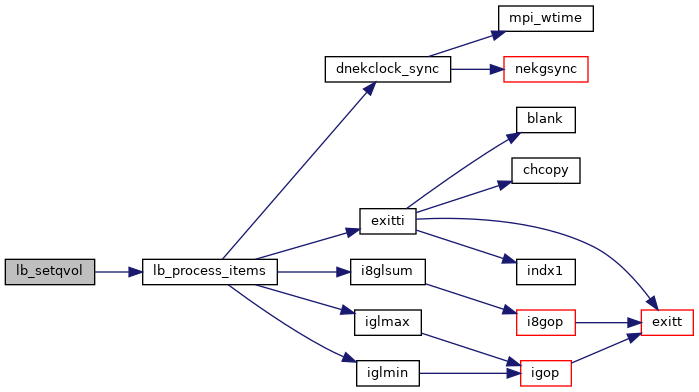 mpi_wtime
dnekclock_sync
nekgsync
blank
chcopy
exitti
lb_setqvol
lb_process_items
i8glsum
indx1
iglmax
i8gop
exitt
iglmin
igop